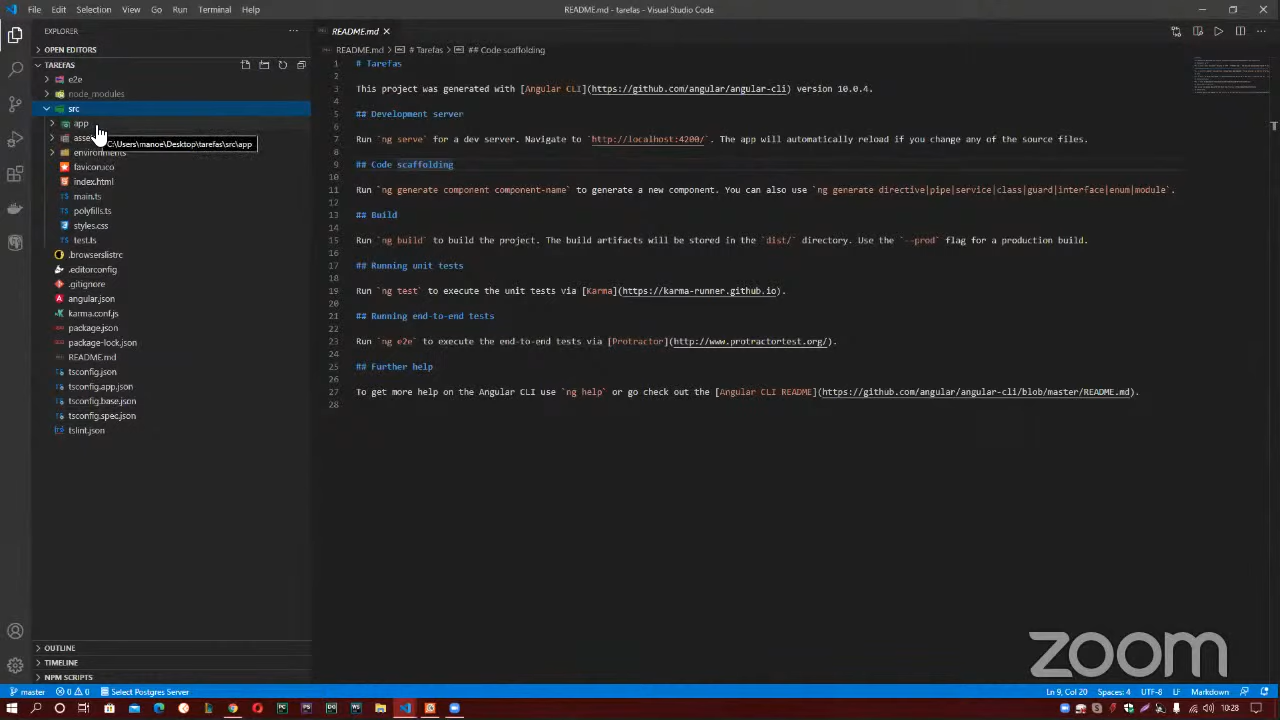 File Edit Selection View Go Run Terminal Help
README.md - tarefas - Visual Studio Code
EXPLORER
OPEN EDITORS
TAREFAS
e2e
node_modules
src
app
asse
C:\Users\manoe\Desktop\tarefas\src\app
environments
favicon.ico
index.html
TS main.ts
TS polyfills.ts
styles.css
TS test.ts
.browserslistrc
.editorconfig
.gitignore
angular.json
karma.conf.js
package.json
package-lock.json
README.md
tsconfig.json
tsconfig.app.json
tsconfig.base.json
tsconfig.spec.json
tslint.json
OUTLINE
TIMELINE
NPM SCRIPTS
README.md
README.md > # Tarefas > ## Code scaffolding
1 # Tarefas
2
3 This project was generated with [Angular CLI](https://github.com/angular/angular-cli) version 10.0.4.
4
5 ## Development server
6
7 Run `ng serve` for a dev server. Navigate to `http://localhost:4200/`. The app will automatically reload if you change any of the source files.
8
9 ## Code scaffolding
10
11 Run `ng generate component component-name` to generate a new component. You can also use `ng generate directive|pipe|service|class|guard|interface|enum|module`.
12
13 ## Build
14
15 Run `ng build` to build the project. The build artifacts will be stored in the `dist/` directory. Use the `--prod` flag for a production build.
16
17 ## Running unit tests
18
19 Run `ng test` to execute the unit tests via [Karma](https://karma-runner.github.io).
20
21 ## Running end-to-end tests
22
23 Run `ng e2e` to execute the end-to-end tests via [Protractor](http://www.protractortest.org/).
24
25 ## Further help
26
27 To get more help on the Angular CLI use `ng help` or go check out the [Angular CLI README](https://github.com/angular/angular-cli/blob/master/README.md).
28
zoom
master 0 0 Select Postgres Server
Ln 9, Col 20 Spaces: 4 UTF-8 LF Markdown
10:28